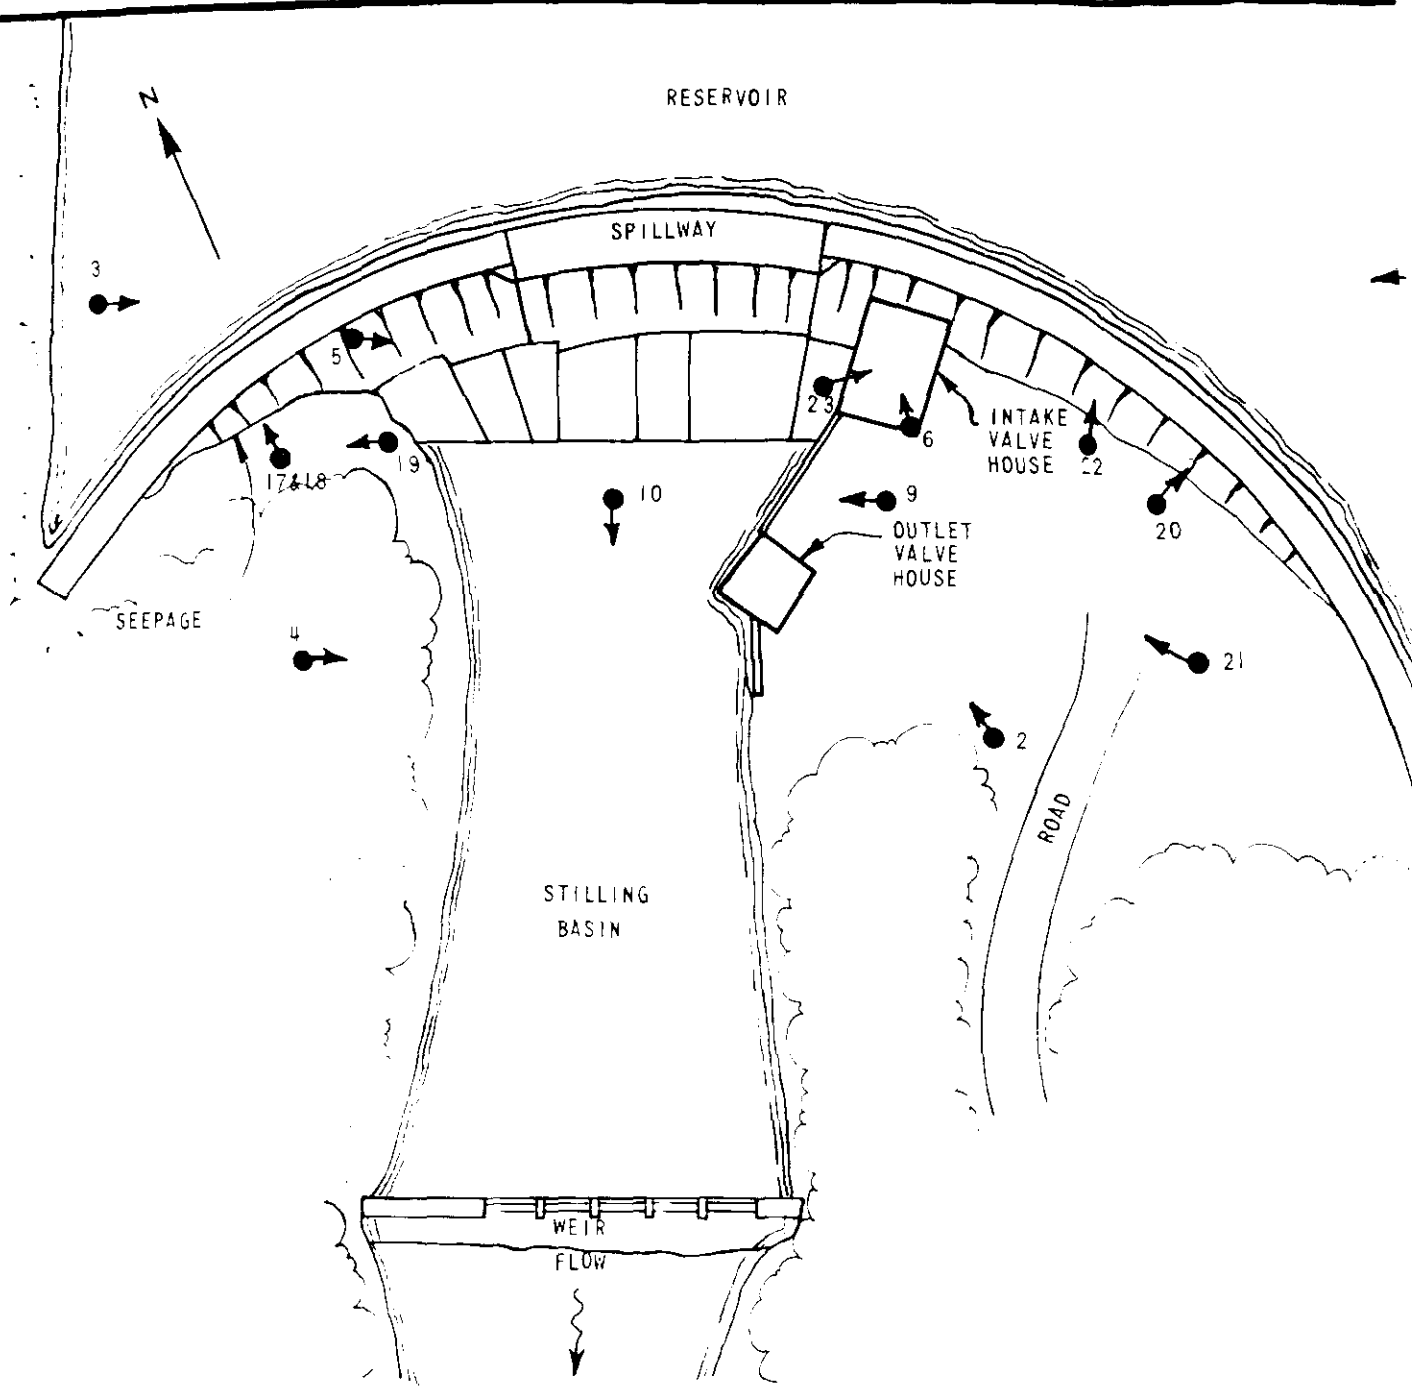 RESERVOIR
N
SPILLWAY
3
5
23
6
INTAKE
VALVE
HOUSE
22
17&18
19
10
9
20
OUTLET
VALVE
HOUSE
SEEPAGE
4
21
2
ROAD
STILLING
BASIN
WEIR
FLOW